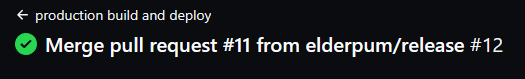 ← production build and deploy
Merge pull request #11 from elderpum/release #12